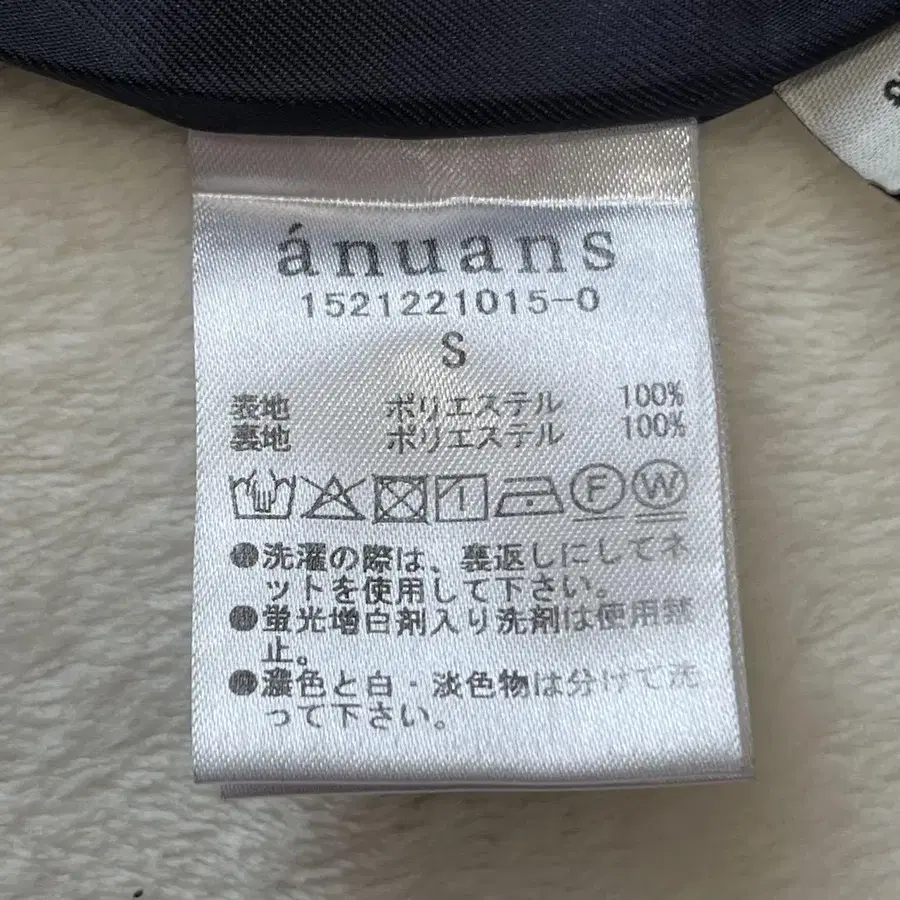 ánuans
1521221015-0
S
表地 ポリエステル 100%
裏地 ポリエステル 100%
F W
●洗濯の際は、裏返しにしてネ
ットを使用して下さい。
●蛍光増白剤入り洗剤は使用禁
止。
●濃色と白・淡色物は分けて洗
って下さい。